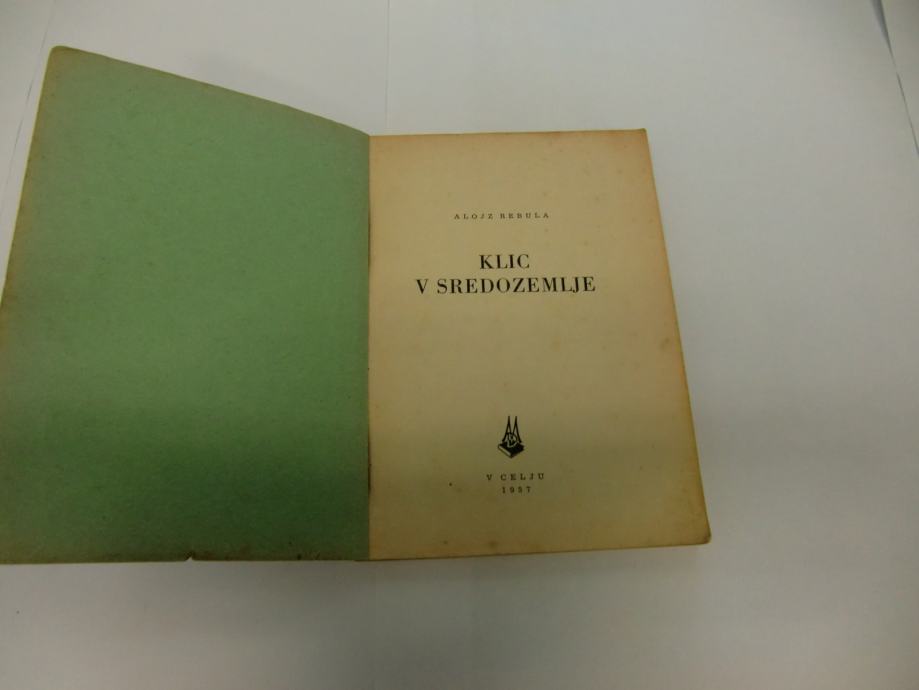 ALOJZ REBULA
KLIC
V SREDOZEMLJE
V CELJU
1957